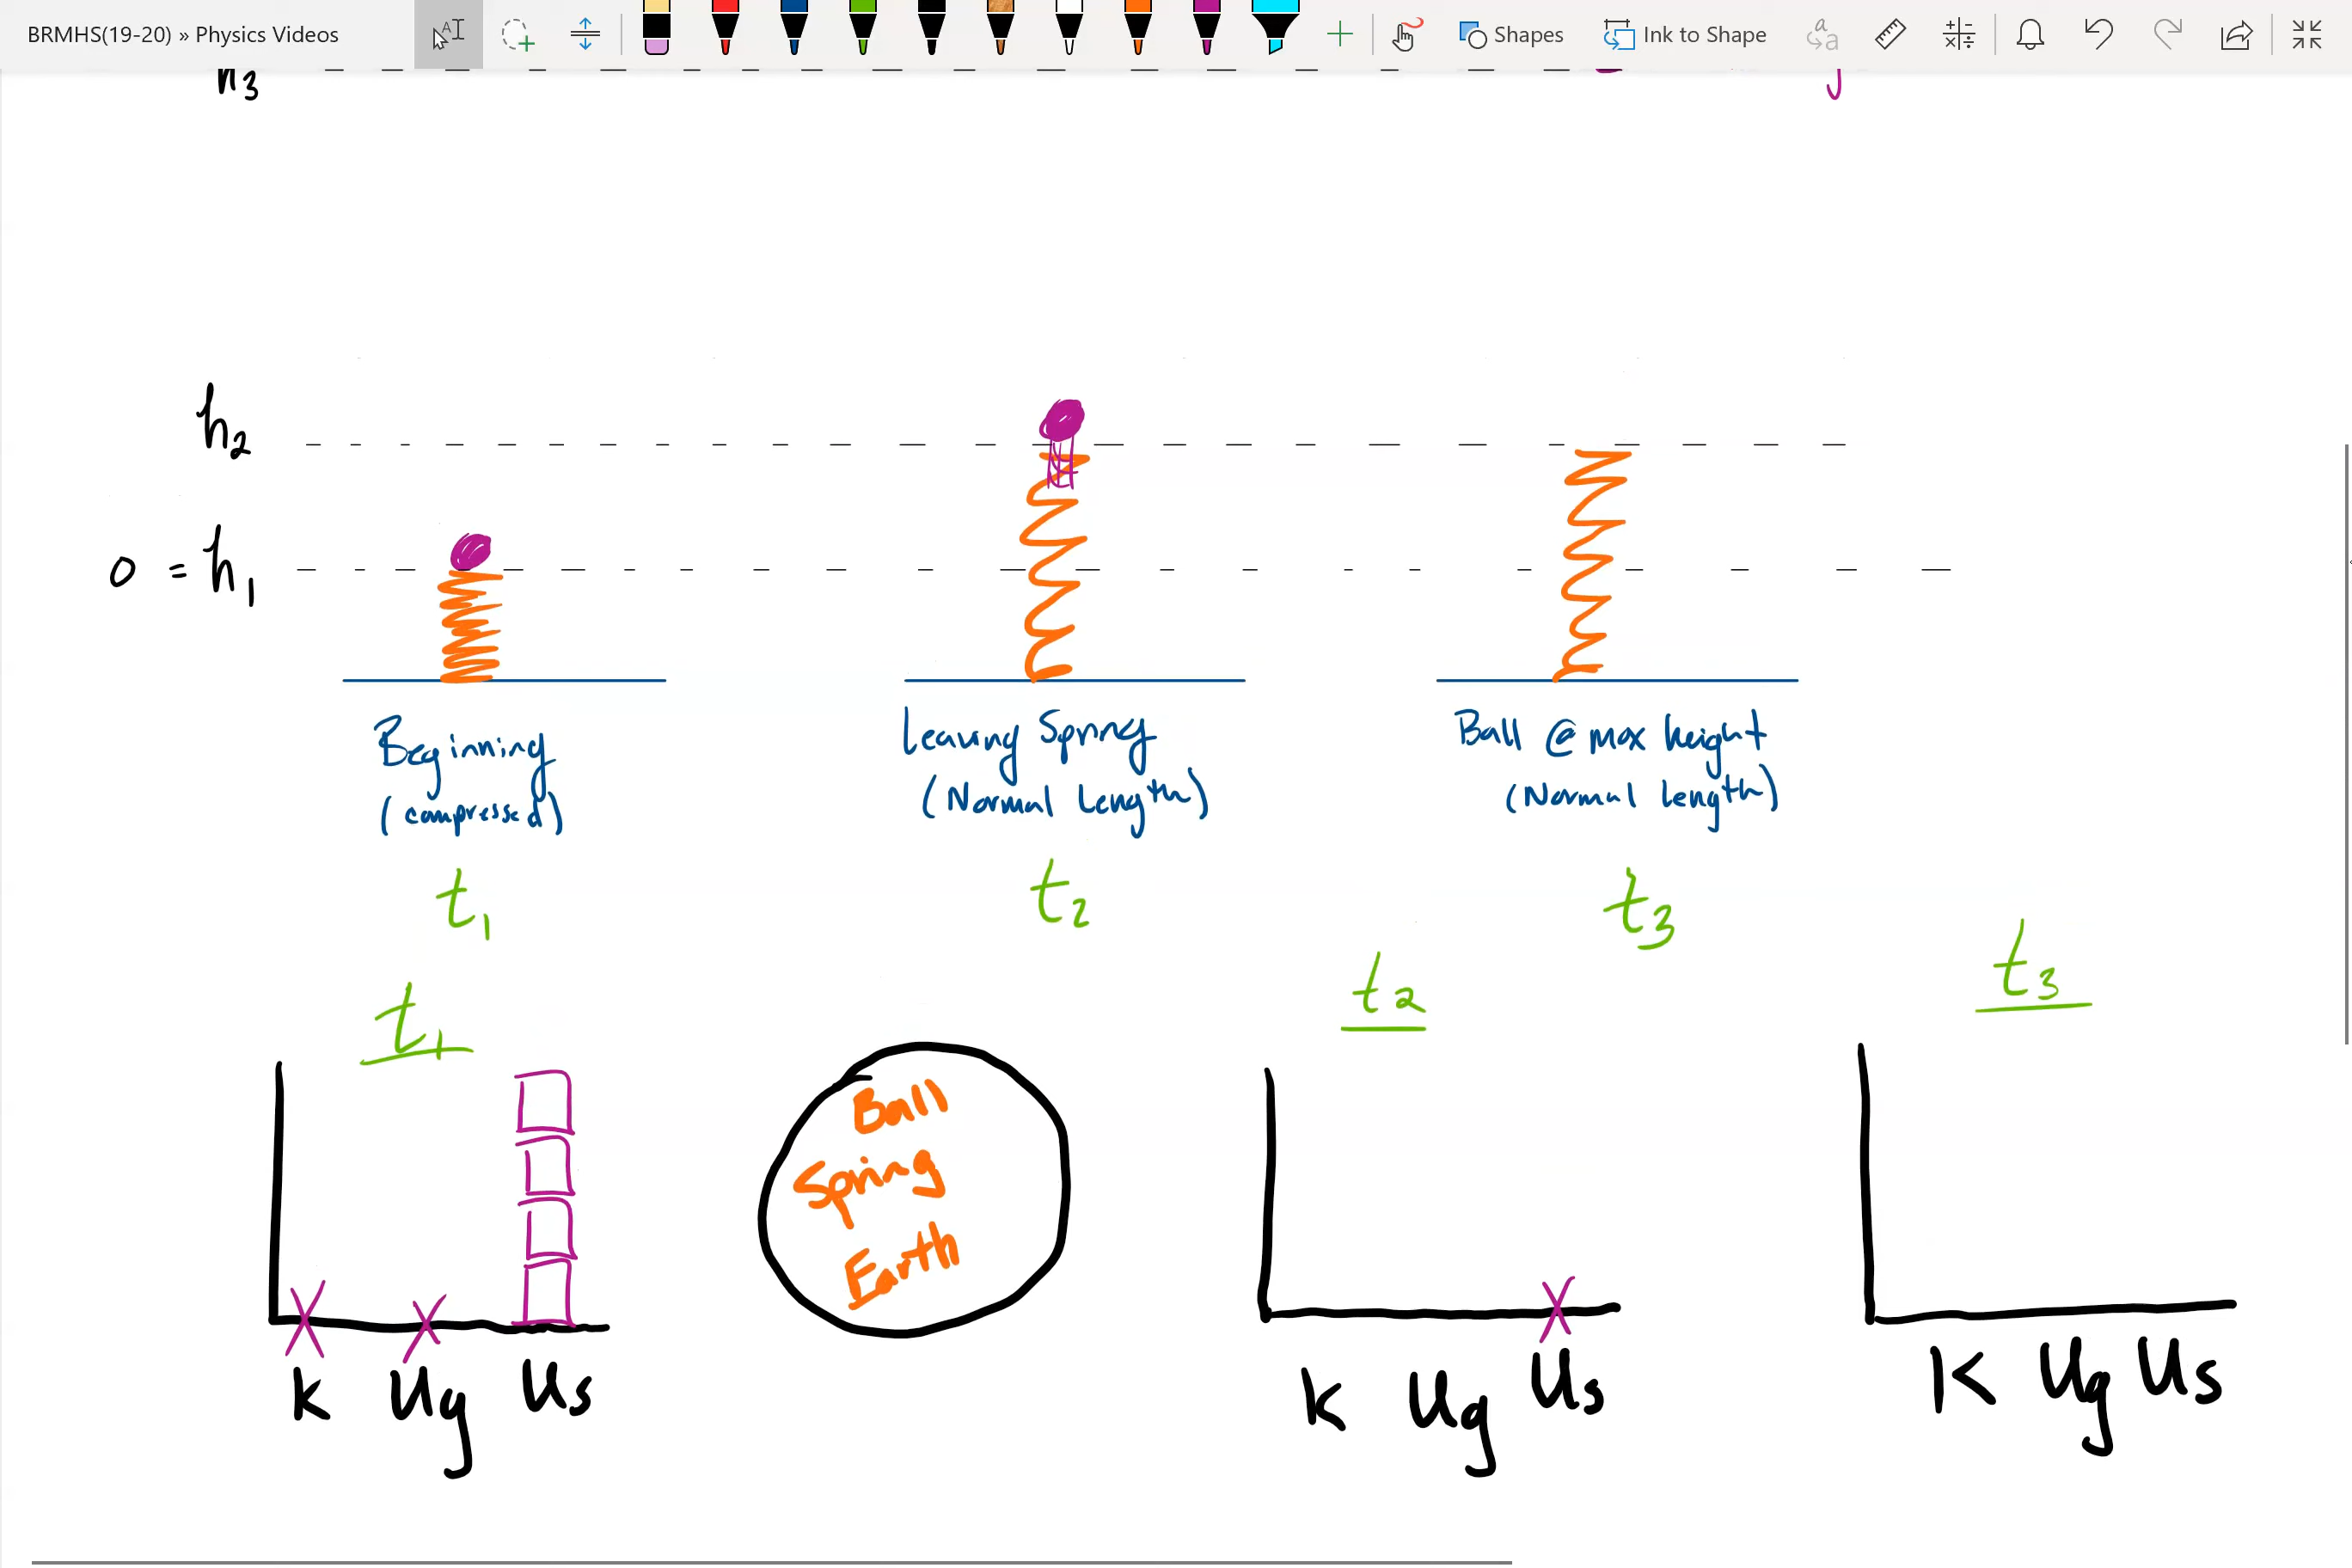 BRMHS(19-20) » Physics Videos
Shapes
Ink to Shape
h3
h2
0 = h1
Beginning
(compressed)
Leaving Spring
(Normal Length)
Ball @ max height
(Normal length)
t1
t2
t3
t1
t2
t3
Ball
Spring
Earth
K Ug Us
K Ug Us
K Ug Us